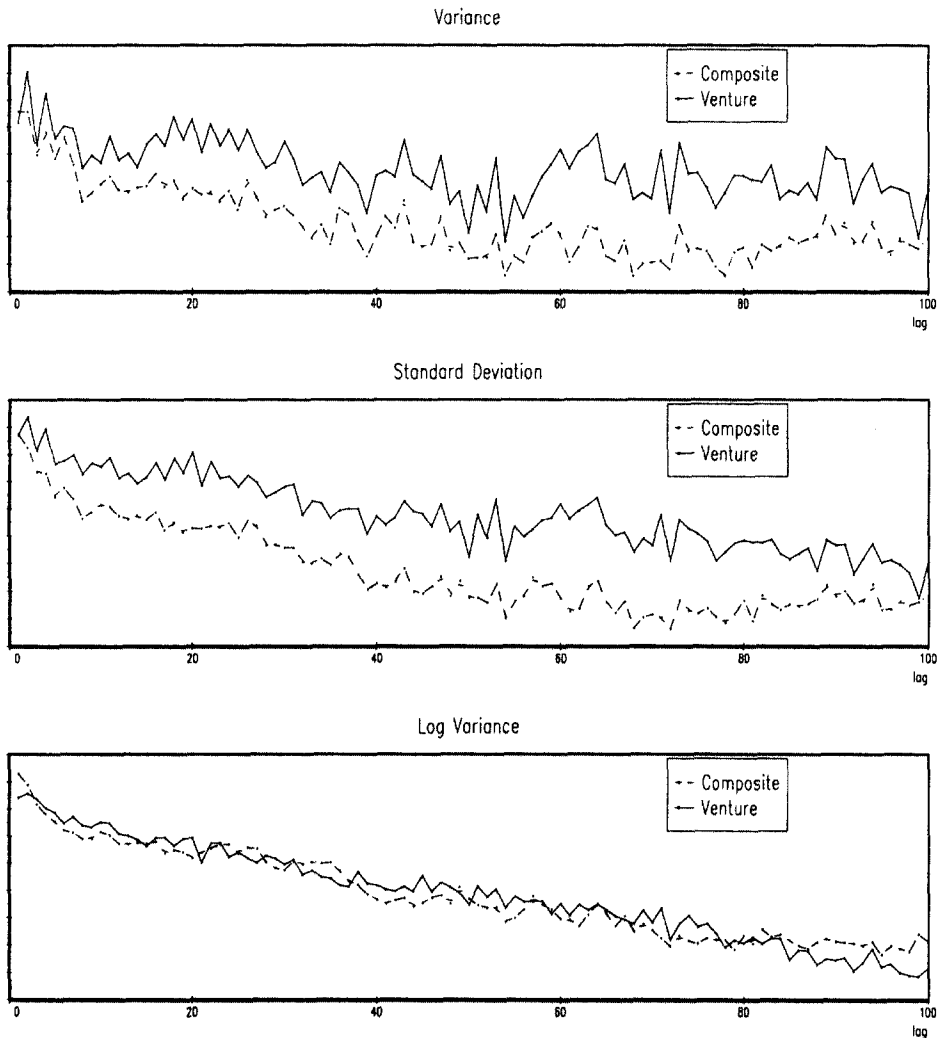 Variance
Composite
Venture
0 20 40 60 80 100
lag
Standard Deviation
Composite
Venture
0 20 40 60 80 100
lag
Log Variance
Composite
Venture
0 20 40 60 80 100
lag